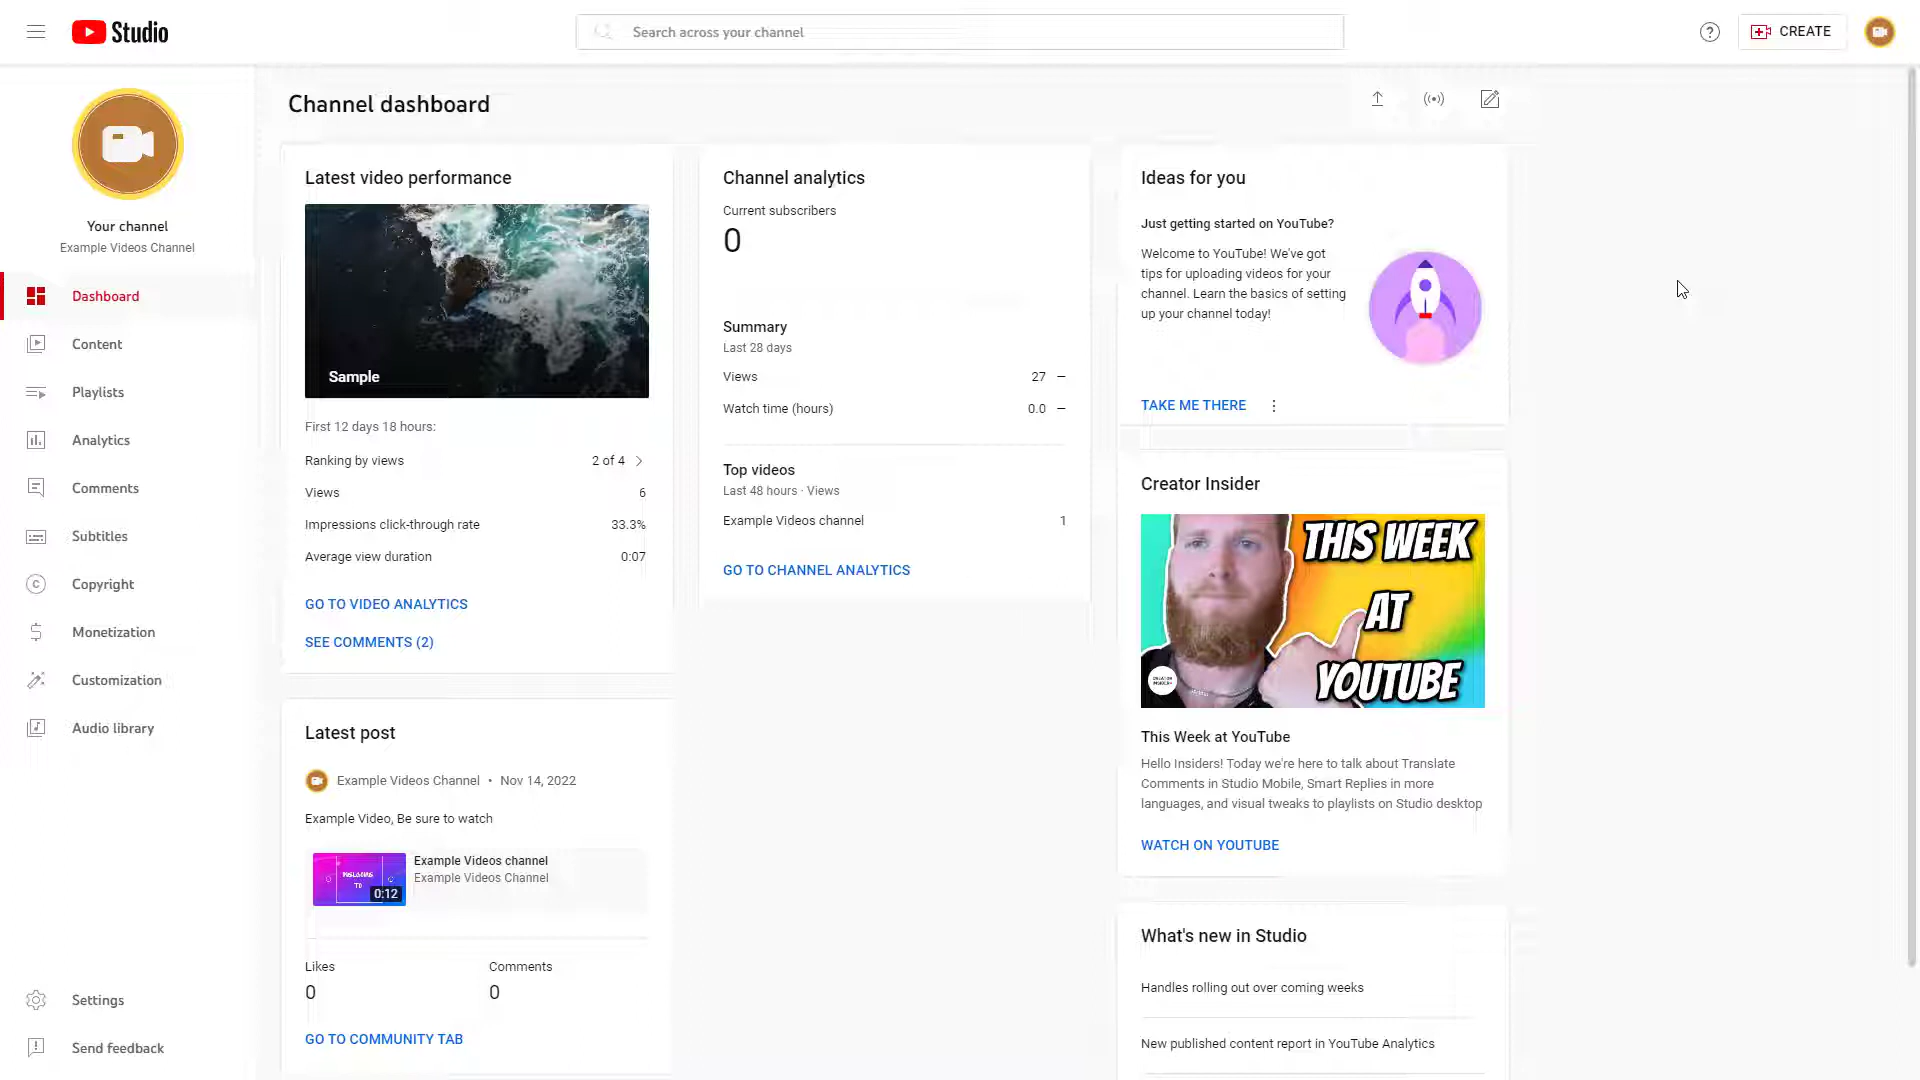 Studio
Search across your channel
CREATE
Your channel
Example Videos Channel
Dashboard
Content
Playlists
Analytics
Comments
Subtitles
Copyright
Monetization
Customization
Audio library
Settings
Send feedback
Channel dashboard
Latest video performance
Sample
First 12 days 18 hours:
Ranking by views 2 of 4
Views 6
Impressions click-through rate 33.3%
Average view duration 0:07
GO TO VIDEO ANALYTICS
SEE COMMENTS (2)
Latest post
Example Videos Channel • Nov 14, 2022
Example Video, Be sure to watch
0:12
Example Videos channel
Example Videos Channel
Likes Comments
0 0
GO TO COMMUNITY TAB
Channel analytics
Current subscribers
0
Summary
Last 28 days
Views 27 —
Watch time (hours) 0.0 —
Top videos
Last 48 hours · Views
Example Videos channel 1
GO TO CHANNEL ANALYTICS
Ideas for you
Just getting started on YouTube?
Welcome to YouTube! We've got
tips for uploading videos for your
channel. Learn the basics of setting
up your channel today!
TAKE ME THERE
Creator Insider
THIS WEEK
AT
YOUTUBE
This Week at YouTube
Hello Insiders! Today we're here to talk about Translate
Comments in Studio Mobile, Smart Replies in more
languages, and visual tweaks to playlists on Studio desktop
WATCH ON YOUTUBE
What's new in Studio
Handles rolling out over coming weeks
New published content report in YouTube Analytics